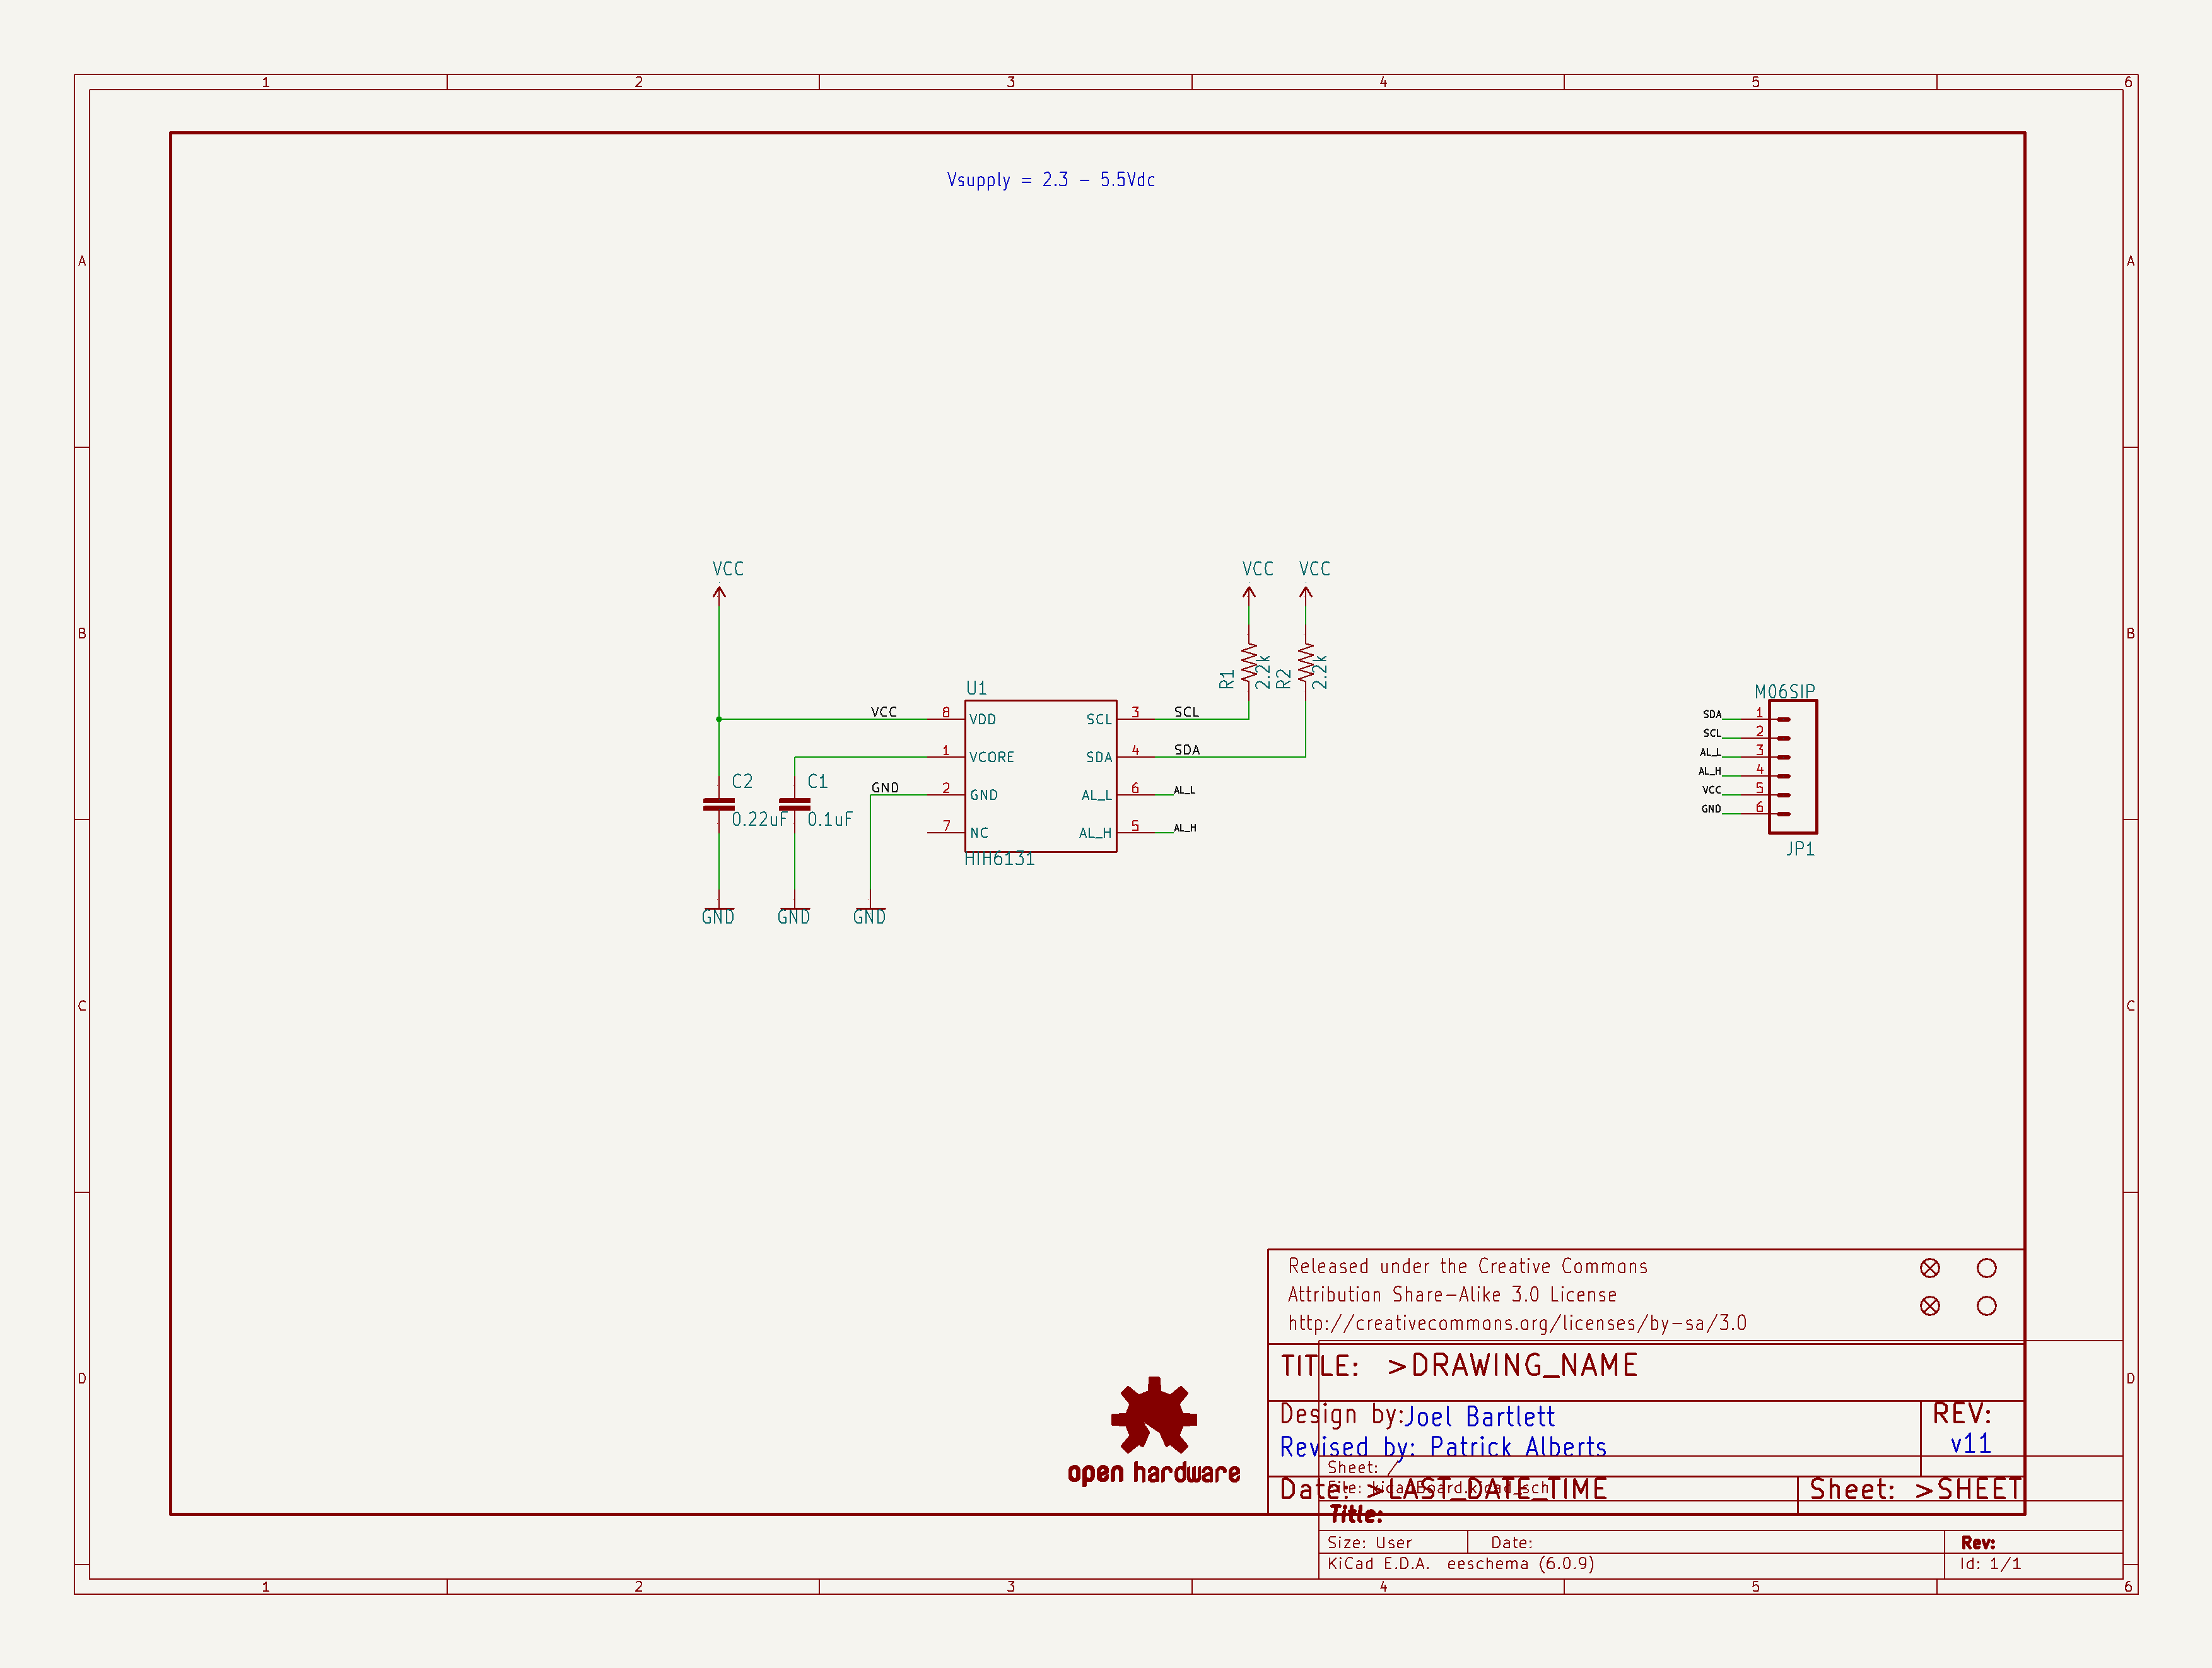 1 2 3 4 5 6
A A
Vsupply = 2.3 – 5.5Vdc
B B
VCC VCC VCC
R1 2.2k R2 2.2k
U1
VCC 8 VDD SCL 3 SCL
1 VCORE SDA 4 SDA
GND 2 GND AL_L 6 AL_L
7 NC AL_H 5 AL_H
HIH6131
C2 C1
0.22uF 0.1uF
GND GND GND
M06SIP
SDA 1
SCL 2
AL_L 3
AL_H 4
VCC 5
GND 6
JP1
C C
Released under the Creative Commons
Attribution Share-Alike 3.0 License
http://creativecommons.org/licenses/by-sa/3.0
TITLE: >DRAWING_NAME
D D
Design by: Joel Bartlett
REV:
Revised by: Patrick Alberts
v11
open hardware
Sheet: /
File: kicadBoard.kicad_sch
Date: >LAST_DATE_TIME
Sheet: >SHEET
Title:
Size: User Date: Rev:
KiCad E.D.A. eeschema (6.0.9) Id: 1/1
1 2 3 4 5 6